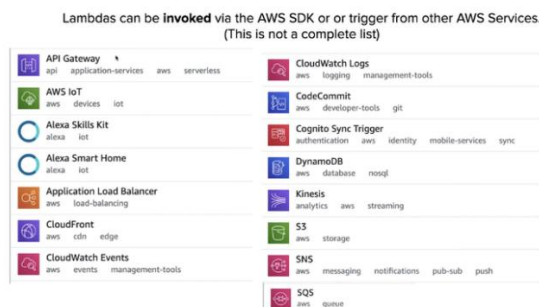 Lambdas can be invoked via the AWS SDK or or trigger from other AWS Services.
(This is not a complete list)
API Gateway
api application-services aws serverless
AWS IoT
aws devices iot
Alexa Skills Kit
alexa iot
Alexa Smart Home
alexa iot
Application Load Balancer
aws load-balancing
CloudFront
aws cdn edge
CloudWatch Events
aws events management-tools
CloudWatch Logs
aws logging management-tools
CodeCommit
aws developer-tools git
Cognito Sync Trigger
authentication aws identity mobile-services sync
DynamoDB
aws database nosql
Kinesis
analytics aws streaming
S3
aws storage
SNS
aws messaging notifications pub-sub push
SQS
aws queue